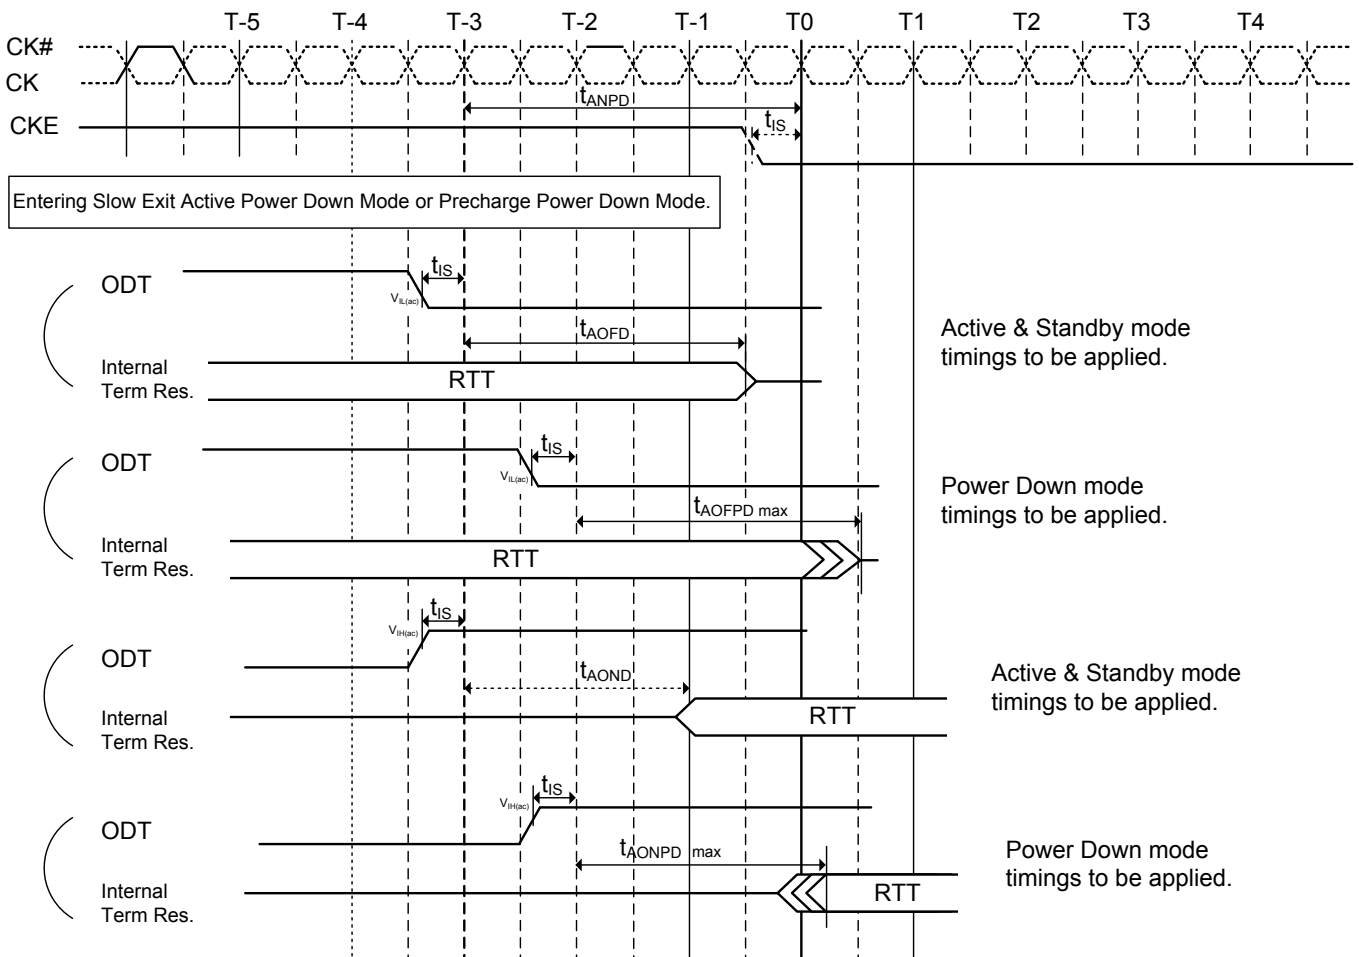 T-5 T-4 T-3 T-2 T-1 T0 T1 T2 T3 T4
CK#
CK
tANPD
CKE
tIS
Entering Slow Exit Active Power Down Mode or Precharge Power Down Mode.
ODT
tIS
VIL(ac)
tAOFD
Internal
Term Res.
RTT
Active & Standby mode
timings to be applied.
ODT
tIS
VIL(ac)
tAOFPD max
Internal
Term Res.
RTT
Power Down mode
timings to be applied.
ODT
tIS
VIH(ac)
tAOND
Internal
Term Res.
RTT
Active & Standby mode
timings to be applied.
ODT
tIS
VIH(ac)
tAONPD max
Internal
Term Res.
RTT
Power Down mode
timings to be applied.